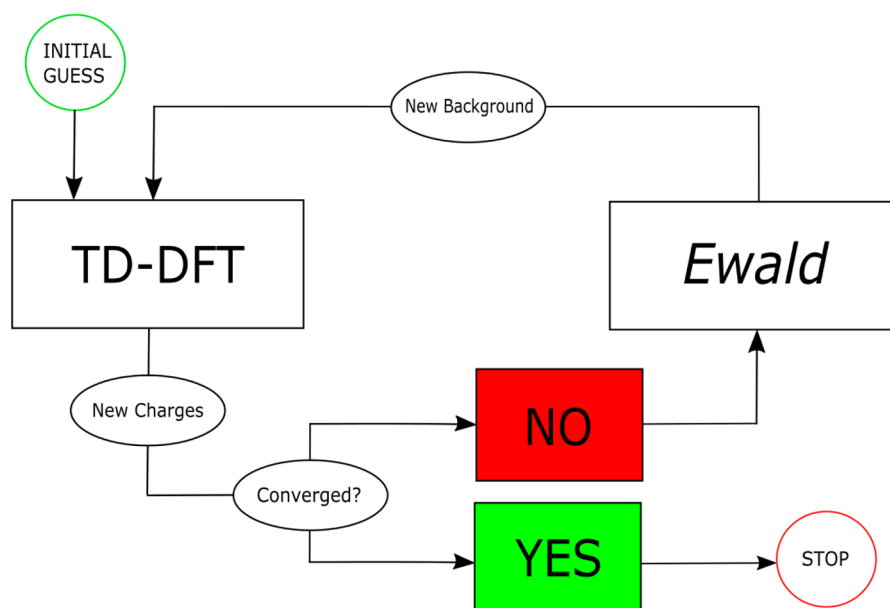 INITIAL
GUESS
New Background
TD-DFT
Ewald
New Charges
NO
Converged?
YES
STOP